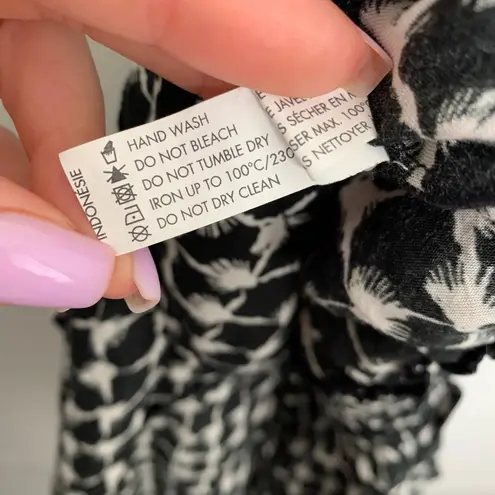 HAND WASH
DO NOT BLEACH
DO NOT TUMBLE DRY
IRON UP TO 100°C/230
DO NOT DRY CLEAN
INDONESIE
E JAVEL
S SÉCHER EN
SER MAX. 100°
S NETTOYER